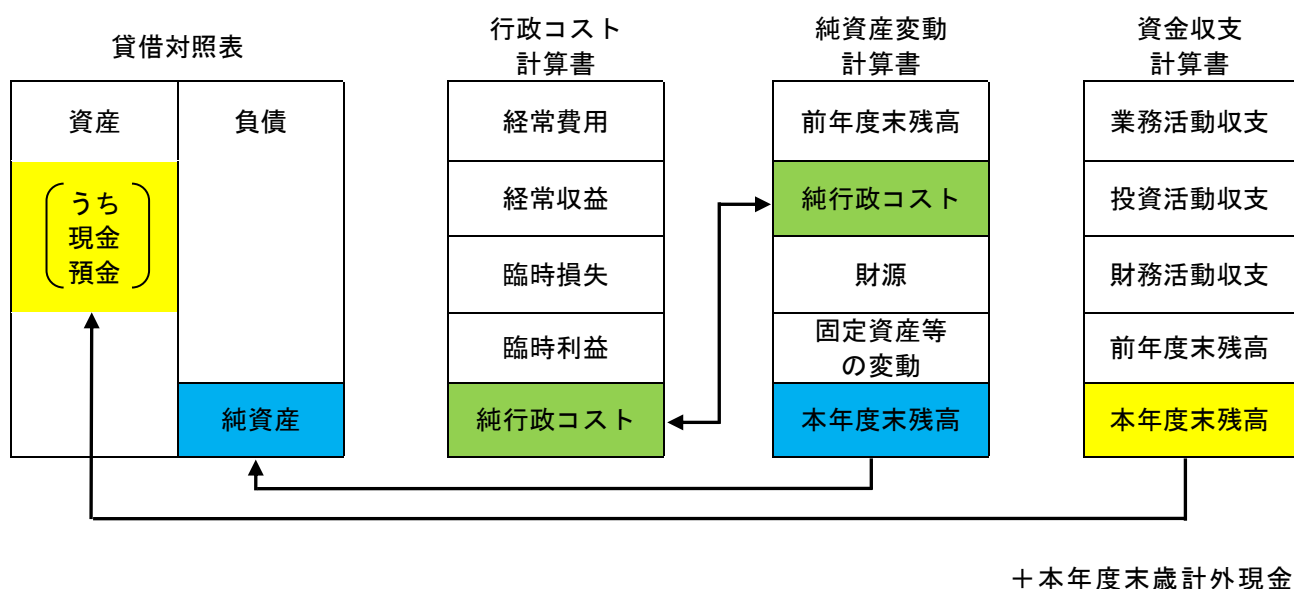 貸借対照表
資産
負債
うち
現金
預金
純資産
行政コスト
計算書
経常費用
経常収益
臨時損失
臨時利益
純行政コスト
純資産変動
計算書
前年度末残高
純行政コスト
財源
固定資産等
の変動
本年度末残高
資金収支
計算書
業務活動収支
投資活動収支
財務活動収支
前年度末残高
本年度末残高
＋本年度末歳計外現金